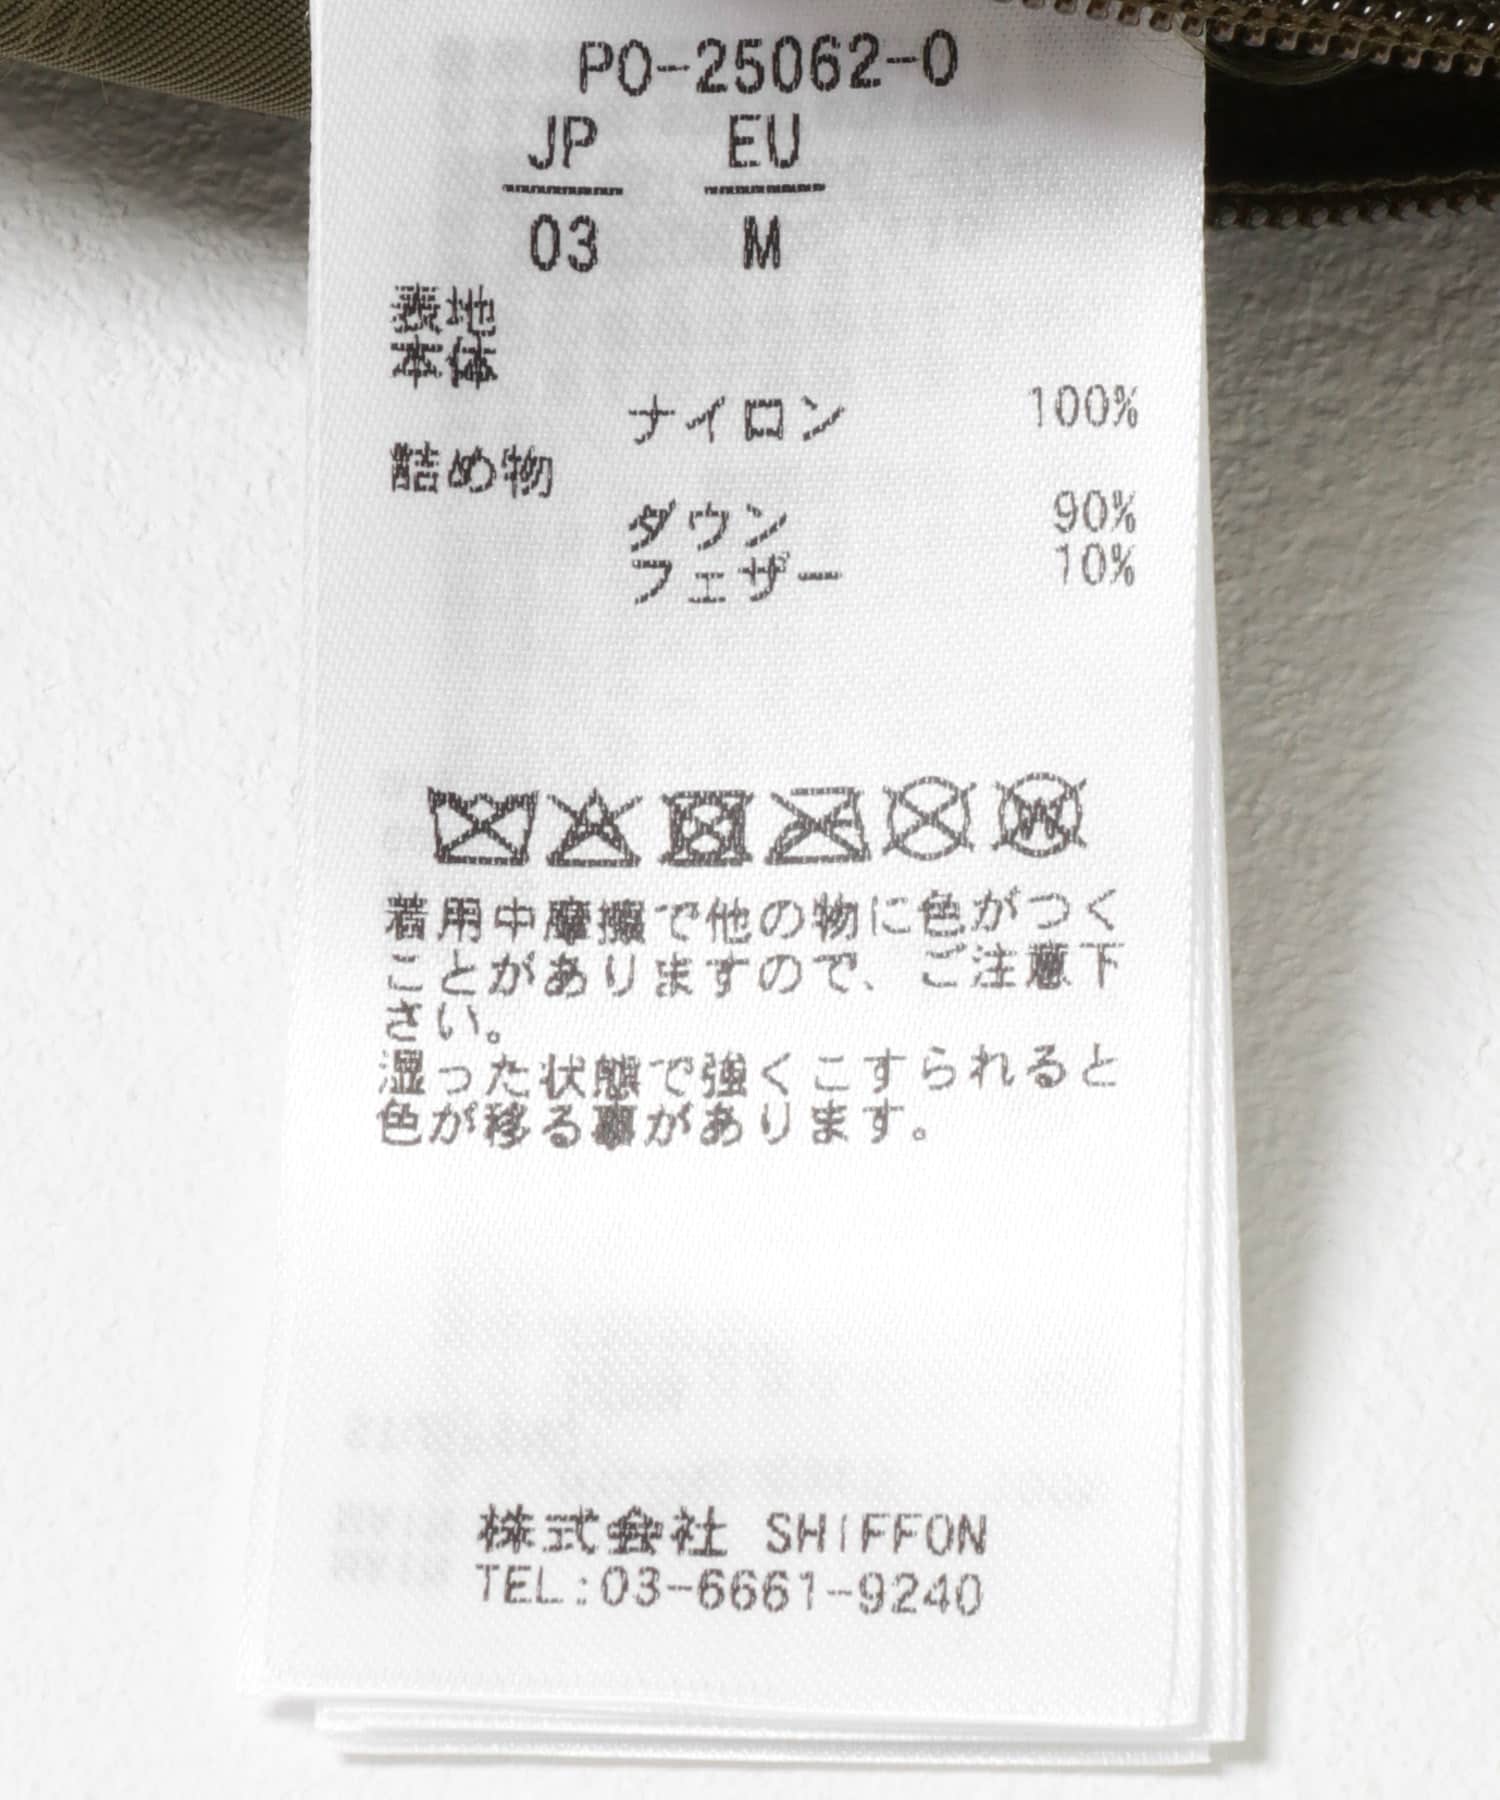 PO-25062-0
JP EU
03 M
表地
本体
ナイロン 100%
詰め物
ダウン 90%
フェザー 10%
着用中摩擦で他の物に色がつく
ことがありますので、ご注意下
さい。
湿った状態で強くこすられると
色が移る事があります。
株式会社 SHIFFON
TEL:03-6661-9240